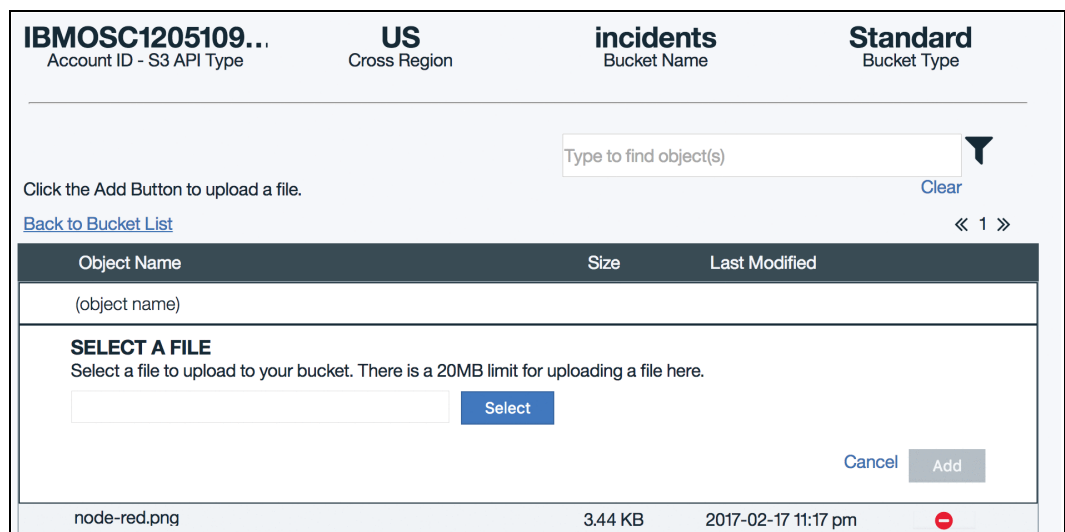 IBMOSC1205109... US incidents Standard
Account ID - S3 API Type Cross Region Bucket Name Bucket Type
Type to find object(s)
Click the Add Button to upload a file. Clear
Back to Bucket List « 1 »
Object Name Size Last Modified
(object name)
SELECT A FILE
Select a file to upload to your bucket. There is a 20MB limit for uploading a file here.
Select
Cancel Add
node-red.png 3.44 KB 2017-02-17 11:17 pm